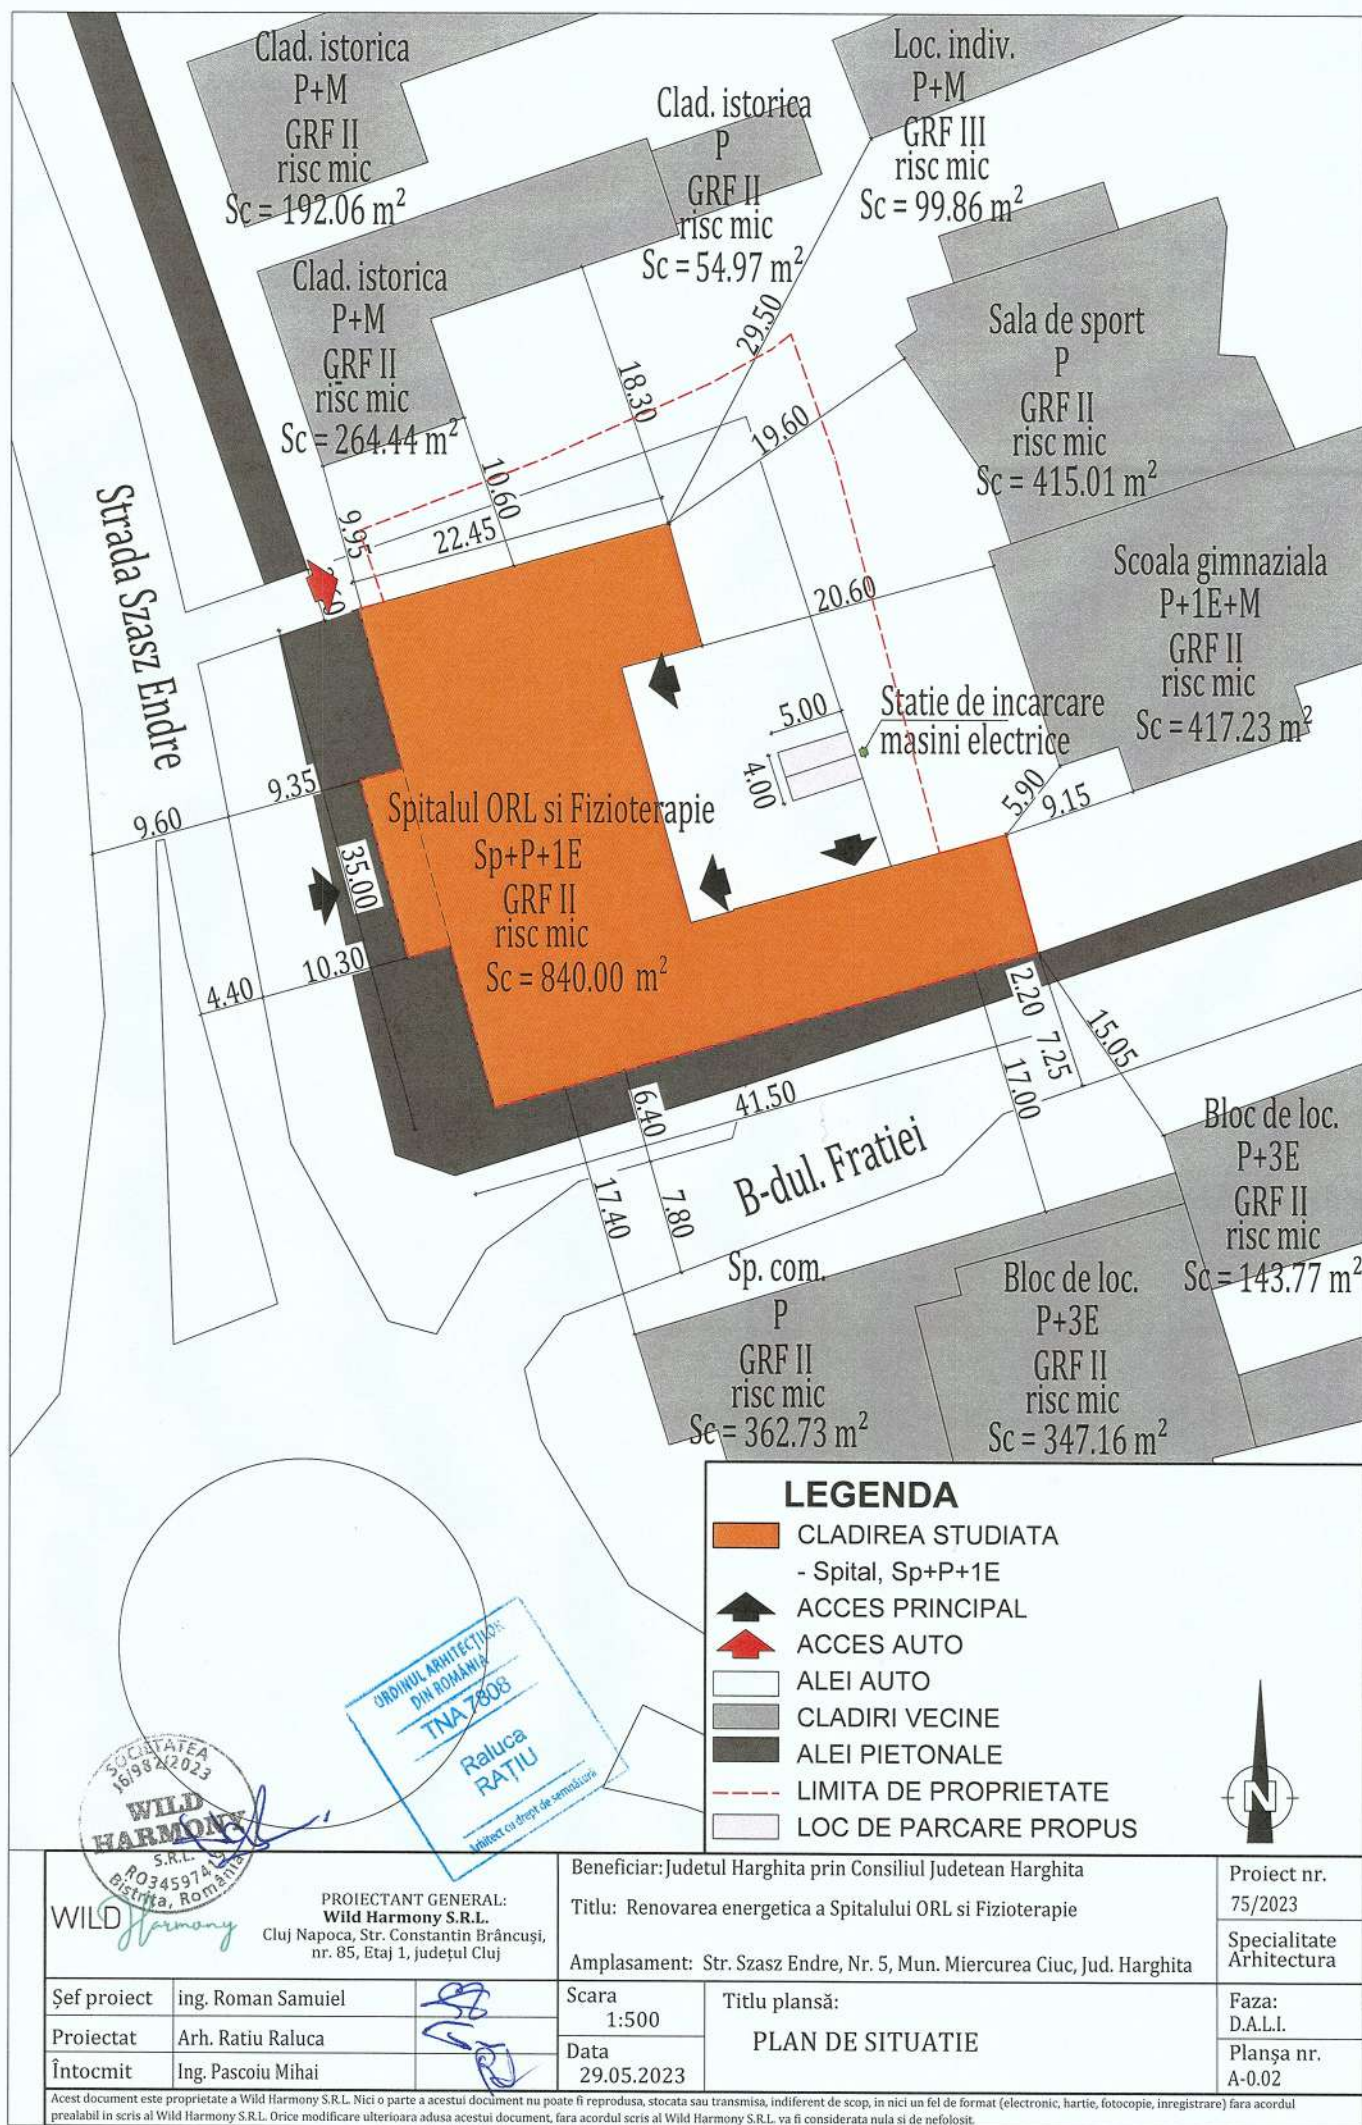 Clad. istorica
P+M
GRF II
risc mic
Sc = 192.06 m²
Clad. istorica
P
GRF II
risc mic
Sc = 54.97 m²
Loc. indiv.
P+M
GRF III
risc mic
Sc = 99.86 m²
Clad. istorica
P+M
GRF II
risc mic
Sc = 264.44 m²
Sala de sport
P
GRF II
risc mic
Sc = 415.01 m²
Scoala gimnaziala
P+1E+M
GRF II
risc mic
Sc = 417.23 m²
29.50
18.30
19.60
10.60
9.95
22.45
20.60
Strada Szasz Endre
5.00
4.00
Statie de incarcare
masini electrice
5.90
9.15
9.35
9.60
35.00
10.30
4.40
Spitalul ORL si Fizioterapie
Sp+P+1E
GRF II
risc mic
Sc = 840.00 m²
2.20
7.25
15.05
17.00
41.50
6.40
7.80
17.40
B-dul. Fratiei
Bloc de loc.
P+3E
GRF II
risc mic
Sc = 143.77 m²
Sp. com.
P
GRF II
risc mic
Sc = 362.73 m²
Bloc de loc.
P+3E
GRF II
risc mic
Sc = 347.16 m²
LEGENDA
CLADIREA STUDIATA
- Spital, Sp+P+1E
ACCES PRINCIPAL
ACCES AUTO
ALEI AUTO
CLADIRI VECINE
ALEI PIETONALE
LIMITA DE PROPRIETATE
LOC DE PARCARE PROPUS
N
ORDINUL ARHITECȚILOR
DIN ROMÂNIA
TNA 7808
Raluca
RAȚIU
Arhitect cu drept de semnătură
SOCIETATEA
J6/982/2023
WILD
HARMONY
S.R.L.
Bistrița, România
WILD Harmony
PROIECTANT GENERAL:
Wild Harmony S.R.L.
Cluj Napoca, Str. Constantin Brâncuși,
nr. 85, Etaj 1, județul Cluj
Beneficiar: Judetul Harghita prin Consiliul Judetean Harghita
Titlu: Renovarea energetica a Spitalului ORL si Fizioterapie
Amplasament: Str. Szasz Endre, Nr. 5, Mun. Miercurea Ciuc, Jud. Harghita
Proiect nr.
75/2023
Specialitate
Arhitectura
Șef proiect ing. Roman Samuiel
Proiectat Arh. Ratiu Raluca
Întocmit Ing. Pascoiu Mihai
Scara
1:500
Data
29.05.2023
Titlu plansă:
PLAN DE SITUATIE
Faza:
D.A.L.I.
Planșa nr.
A-0.02
Acest document este proprietate a Wild Harmony S.R.L. Nici o parte a acestui document nu poate fi reprodusa, stocata sau transmisa, indiferent de scop, in nici un fel de format (electronic, hartie, fotocopie, inregistrare) fara acordul
prealabil in scris al Wild Harmony S.R.L. Orice modificare ulterioara adusa acestui document, fara acordul scris al Wild Harmony S.R.L. va fi considerata nula si de nefolosit.